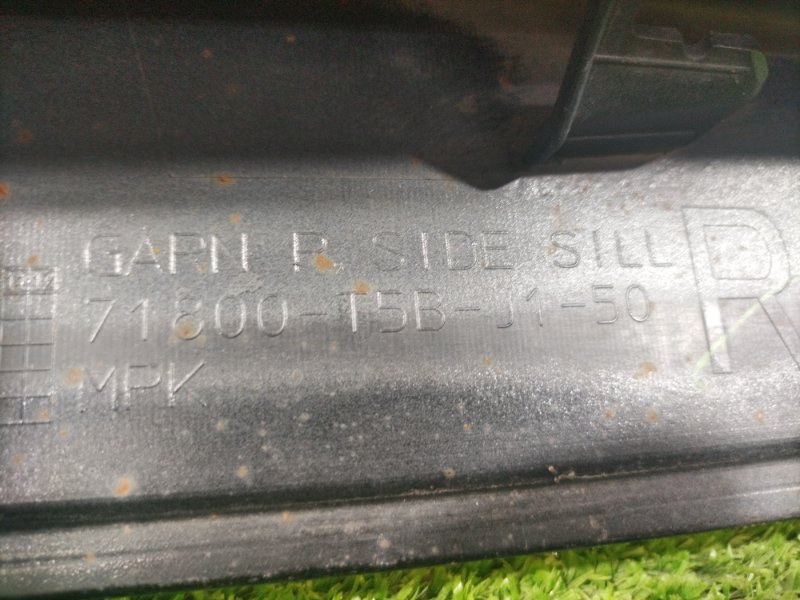 GARN R, SIDE SILL
R
71800-T5B-J1-50
MPK